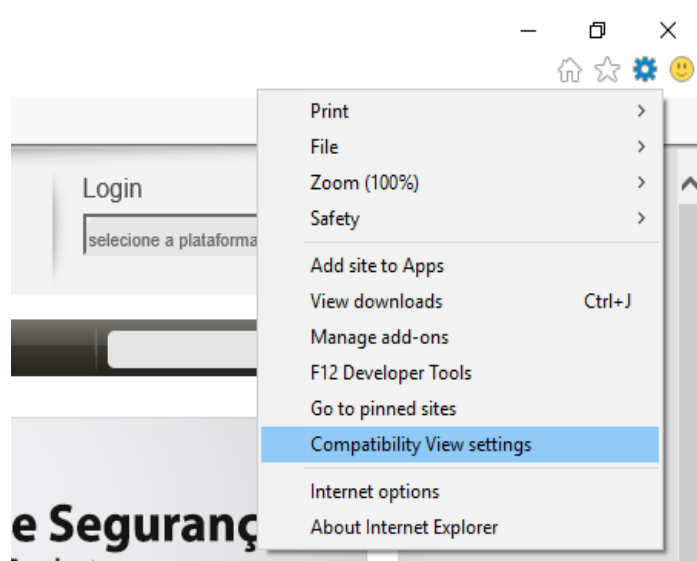 Print
File
Zoom (100%)
Safety
Add site to Apps
View downloads Ctrl+J
Manage add-ons
F12 Developer Tools
Go to pinned sites
Compatibility View settings
Internet options
About Internet Explorer
Login
selecione a plataforma
e Seguranç